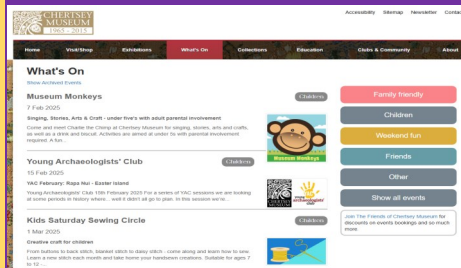 Accessibility Sitemap Newsletter Contac
CHERTSEY
MUSEUM
1965 - 2015
Home Visit/Shop Exhibitions What's On Collections Education Clubs & Community About
What's On
Show Archived Events
Museum Monkeys Children
7 Feb 2025
Singing, Stories, Arts & Craft - under five's with adult parental involvement
Come and meet Charlie the Chimp at Chertsey Museum for singing, stories, arts and crafts,
as well as a drink and biscuit. Activities are aimed at under 5s with parental involvement
required. A fun...
Museum Monkeys
Young Archaeologists' Club Children
15 Feb 2025
YAC February: Rapa Nui - Easter Island
Young Archaeologists' Club 15th February 2025 For a series of YAC sessions we are looking
at some periods in history where... well it didn't all go to plan. In this session we're...
CHERTSEY
MUSEUM
young
archaeologists'
club
Kids Saturday Sewing Circle Children
1 Mar 2025
Creative craft for children
From buttons to back stitch, blanket stitch to daisy stitch - come along and learn how to sew.
Learn a new stitch each month and take home your handsewn creations. Suitable for ages 7
to 12 -...
Family friendly
Children
Weekend fun
Friends
Other
Show all events
Join The Friends of Chertsey Museum for
discounts on events bookings and so much
more